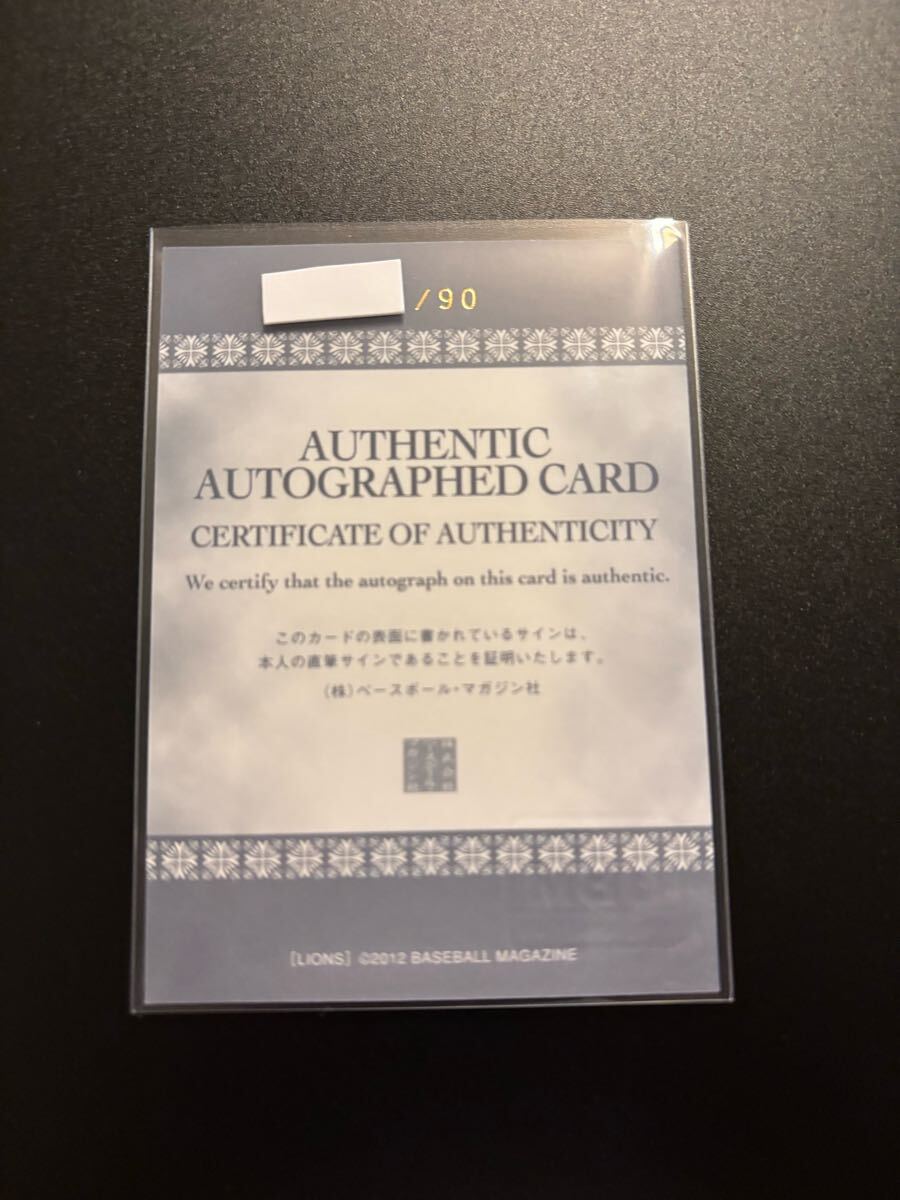 /90
AUTHENTIC
AUTOGRAPHED CARD
CERTIFICATE OF AUTHENTICITY
We certify that the autograph on this card is authentic.
このカードの表面に書かれているサインは、
本人の直筆サインであることを証明いたします。
(株)ベースボール・マガジン社
[LIONS] ©2012 BASEBALL MAGAZINE